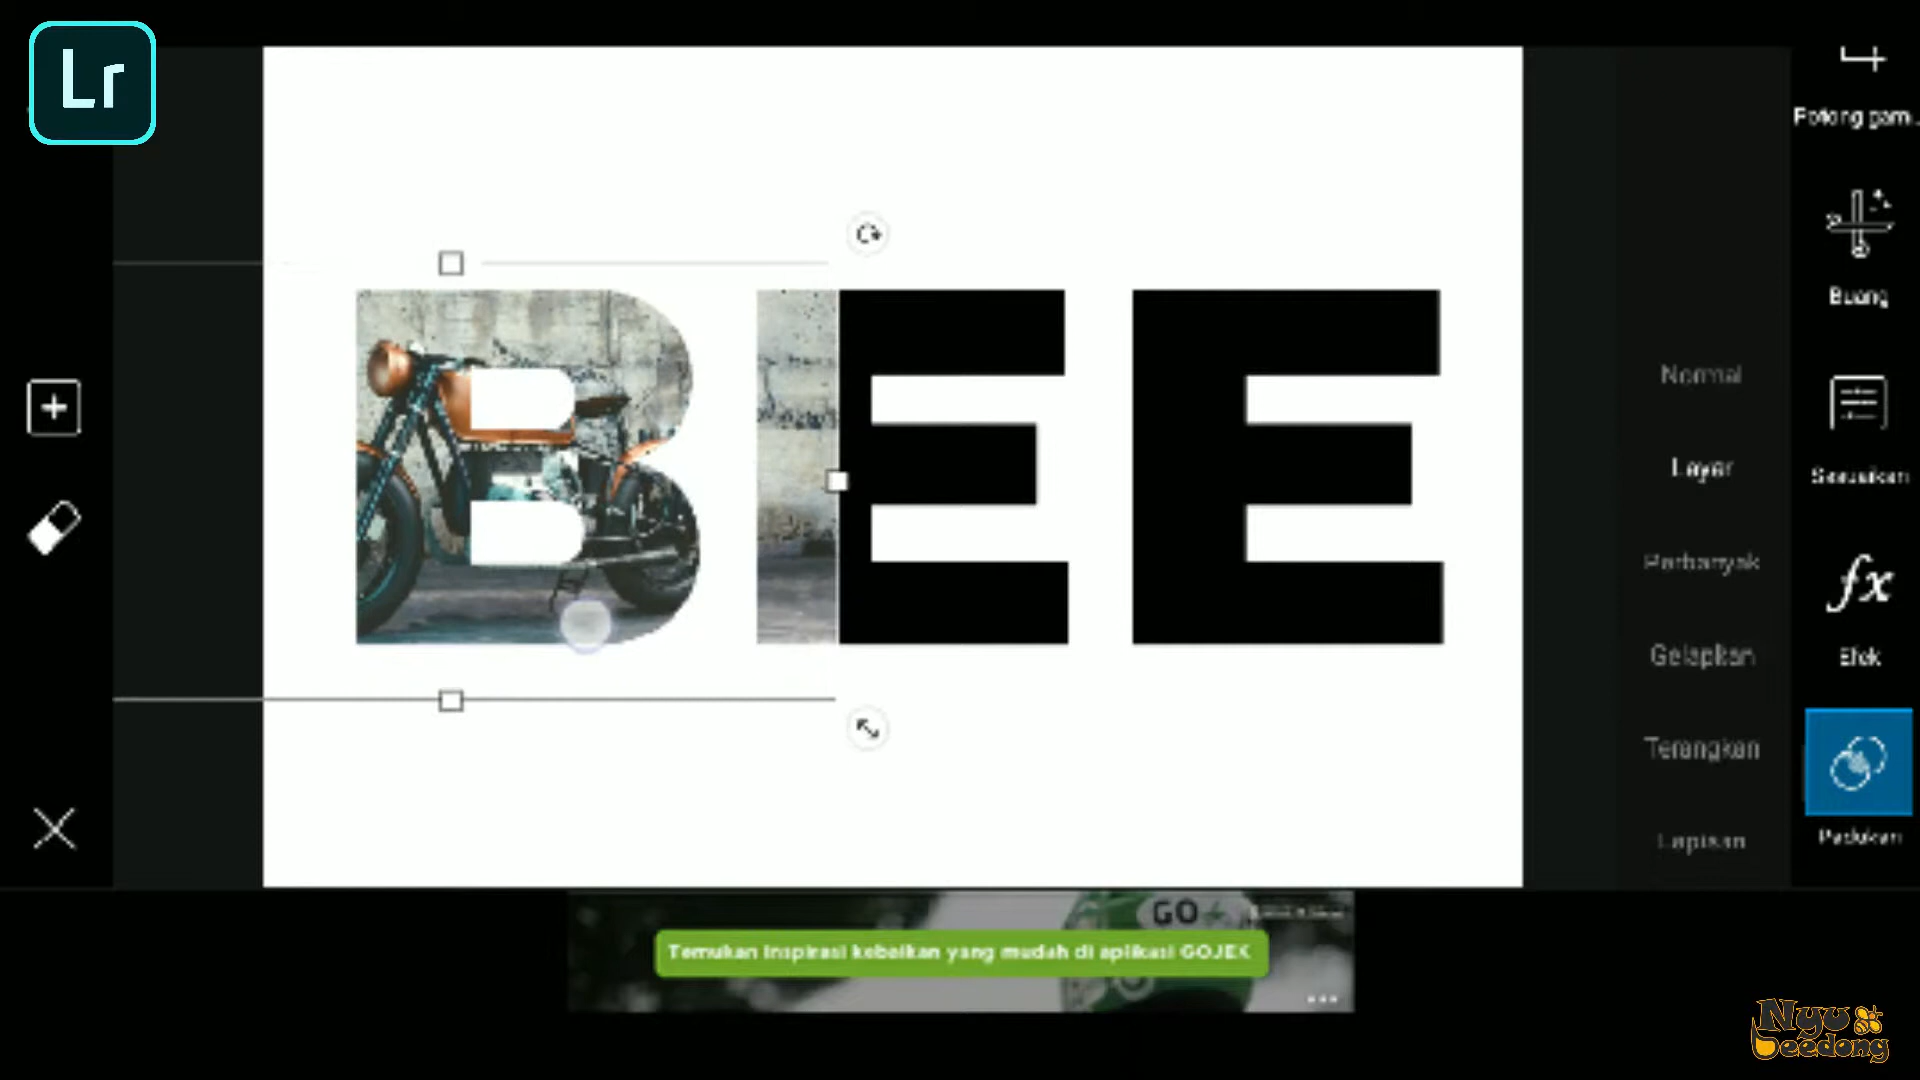 Lr
BEE
Potong gam...
Buang
Normal
Layer
Sesuaikan
Perbanyak
Gelapkan
Efek
Terangkan
Padukan
Lapisan
GO
Temukan inspirasi kebaikan yang mudah di aplikasi GOJEK
Nyu
beedong